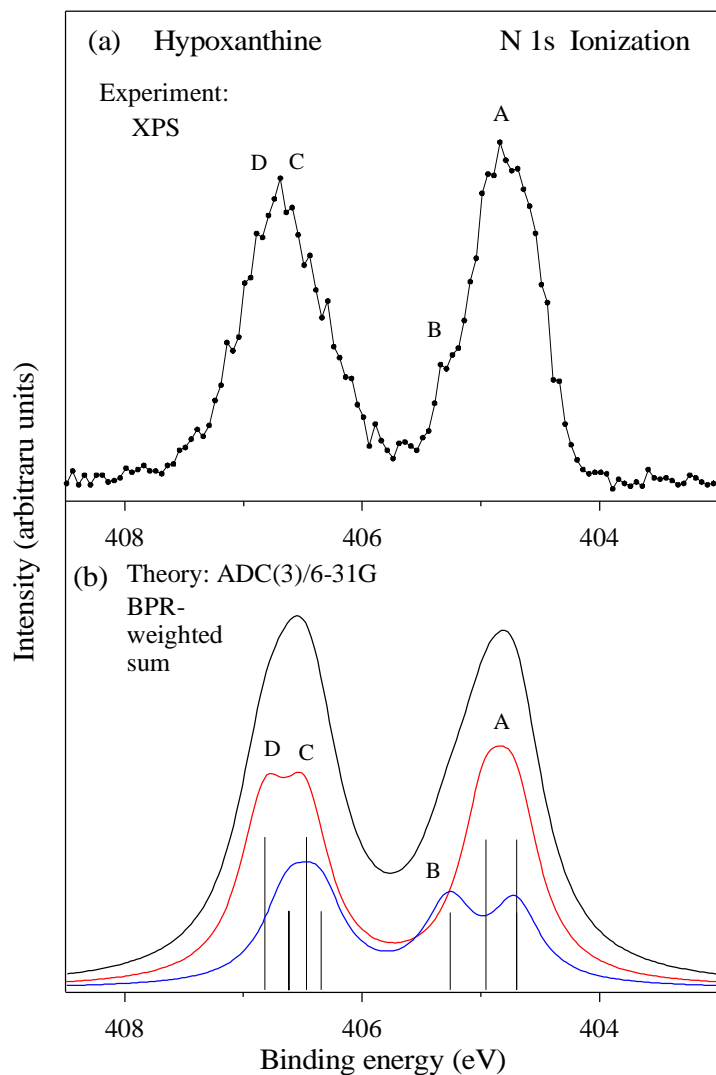 (a) Hypoxanthine N 1s Ionization
Experiment:
XPS
A
D C
B
408 406 404
(b) Theory: ADC(3)/6-31G
BPR-
weighted
sum
A
D C
B
408 406 404
Binding energy (eV)
Intensity (arbitraru units)